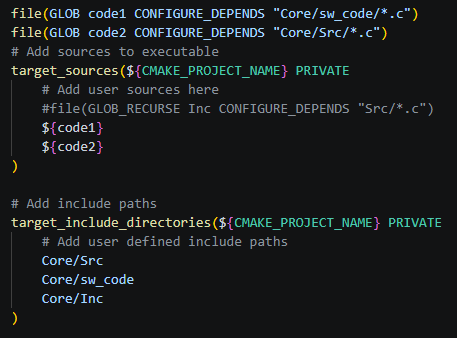 file(GLOB code1 CONFIGURE_DEPENDS "Core/sw_code/*.c")
file(GLOB code2 CONFIGURE_DEPENDS "Core/Src/*.c")
# Add sources to executable
target_sources(${CMAKE_PROJECT_NAME} PRIVATE
    # Add user sources here
    #file(GLOB_RECURSE Inc CONFIGURE_DEPENDS "Src/*.c")
    ${code1}
    ${code2}
)

# Add include paths
target_include_directories(${CMAKE_PROJECT_NAME} PRIVATE
    # Add user defined include paths
    Core/Src
    Core/sw_code
    Core/Inc
)